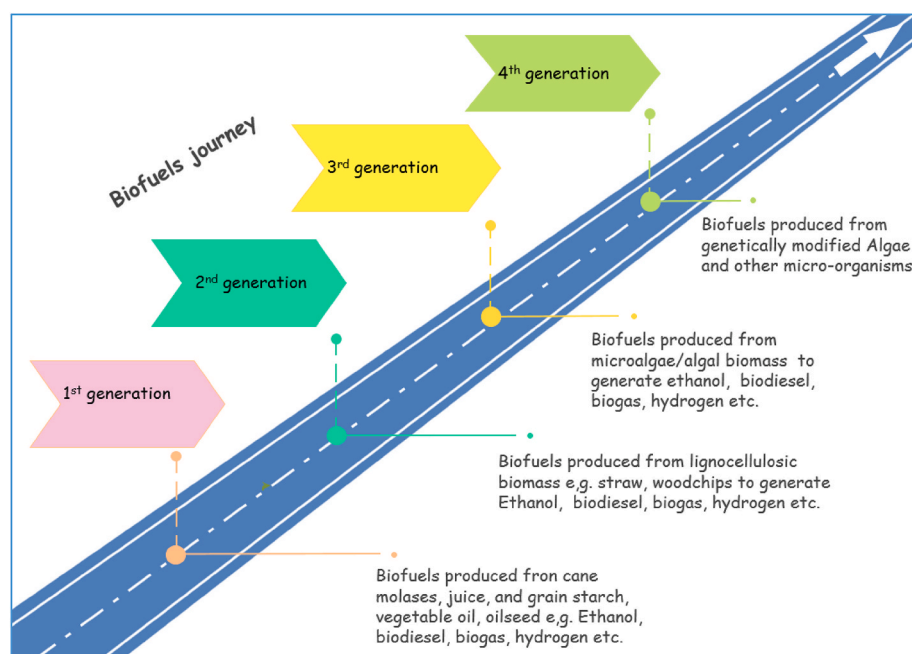 Biofuels journey
1st generation
Biofuels produced fron cane
molases, juice, and grain starch,
vegetable oil, oilseed e,g. Ethanol,
biodiesel, biogas, hydrogen etc.
2nd generation
Biofuels produced from lignocellulosic
biomass e,g. straw, woodchips to generate
Ethanol, biodiesel, biogas, hydrogen etc.
3rd generation
Biofuels produced from
microalgae/algal biomass to
generate ethanol, biodiesel,
biogas, hydrogen etc.
4th generation
Biofuels produced from
genetically modified Algae
and other micro-organisms